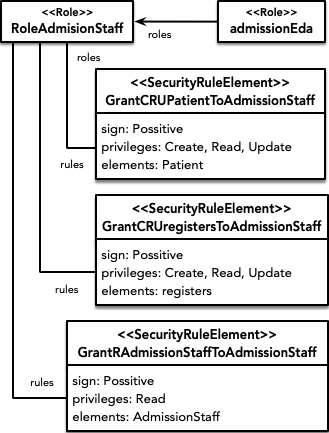 <<Role>>
RoleAdmisionStaff
<<Role>>
admissionEda
roles
roles
<<SecurityRuleElement>>
GrantCRUPatientToAdmissionStaff
sign: Possitive
privileges: Create, Read, Update
elements: Patient
rules
<<SecurityRuleElement>>
GrantCRUregistersToAdmissionStaff
sign: Possitive
privileges: Create, Read, Update
elements: registers
rules
<<SecurityRuleElement>>
GrantRAdmissionStaffToAdmissionStaff
sign: Possitive
privileges: Read
elements: AdmissionStaff
rules